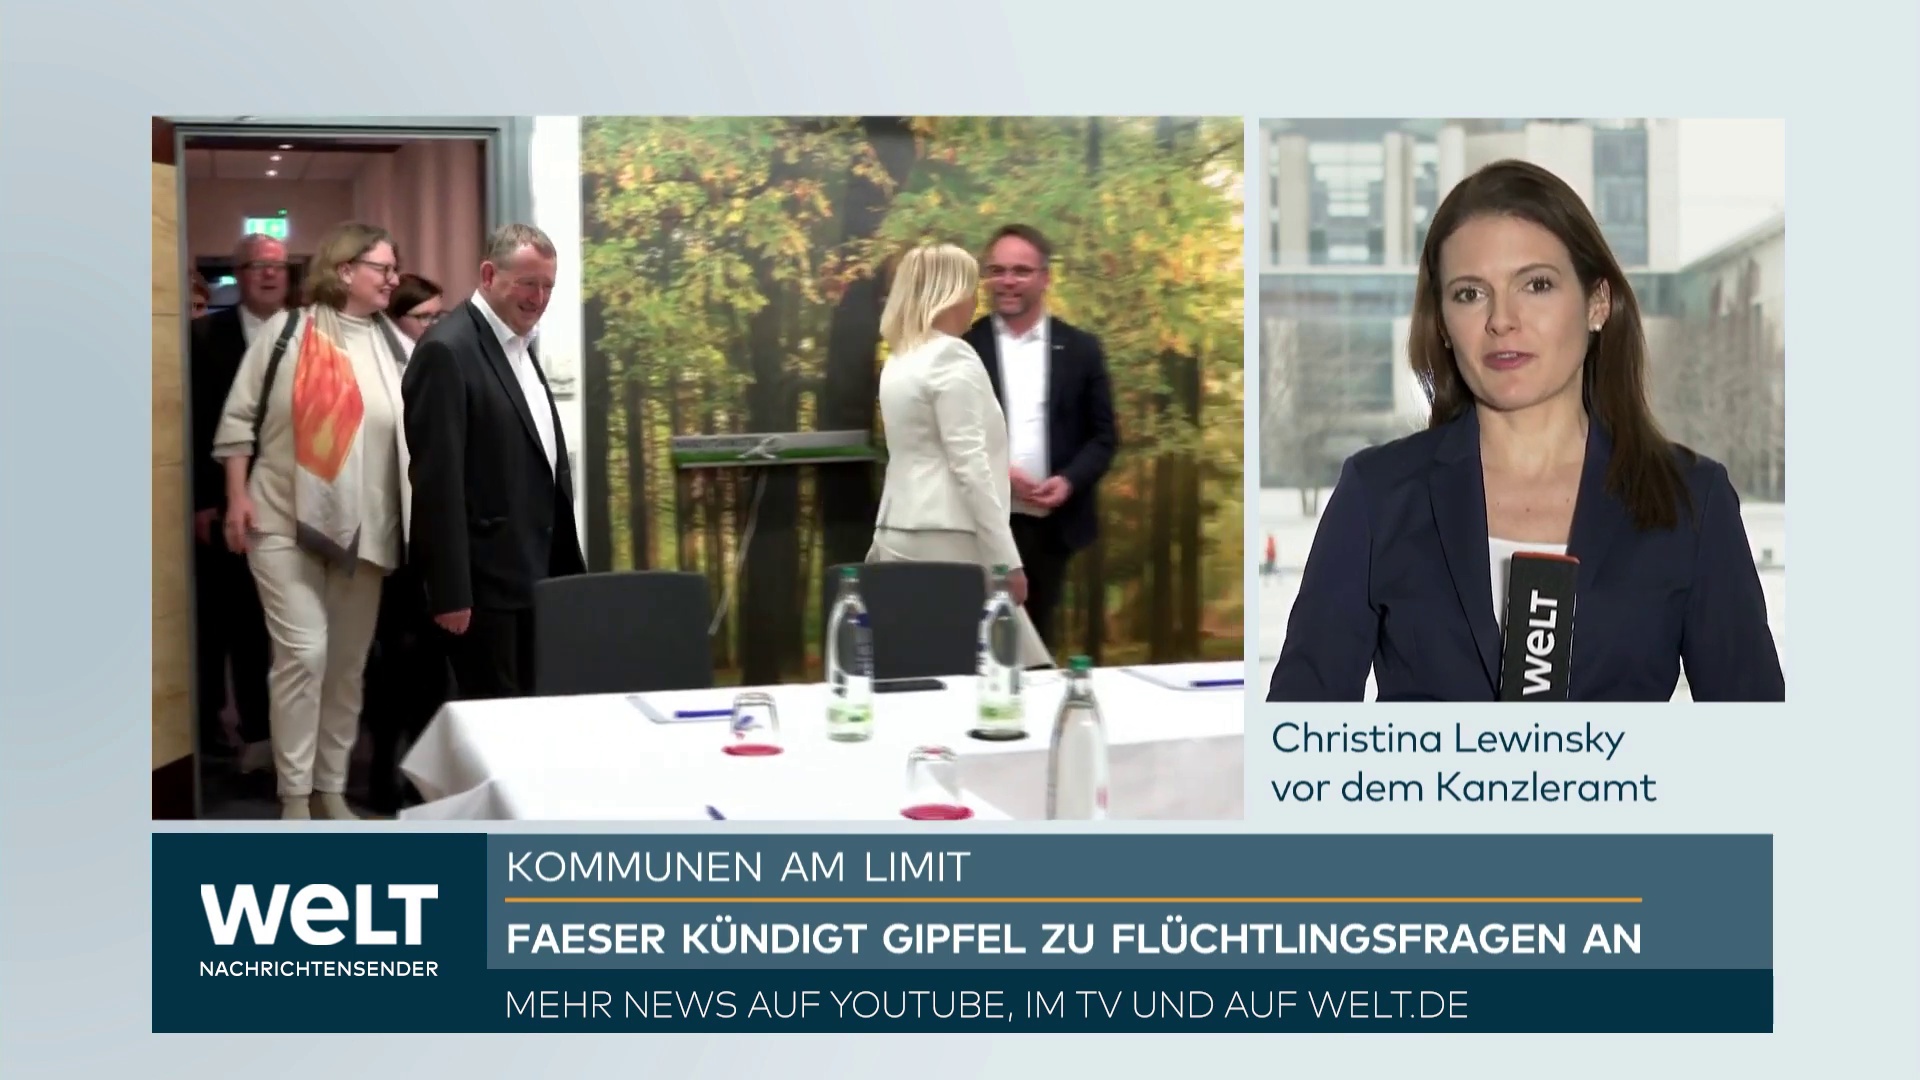 WELT
Christina Lewinsky
vor dem Kanzleramt
WELT
NACHRICHTENSENDER
KOMMUNEN AM LIMIT
FAESER KÜNDIGT GIPFEL ZU FLÜCHTLINGSFRAGEN AN
MEHR NEWS AUF YOUTUBE, IM TV UND AUF WELT.DE